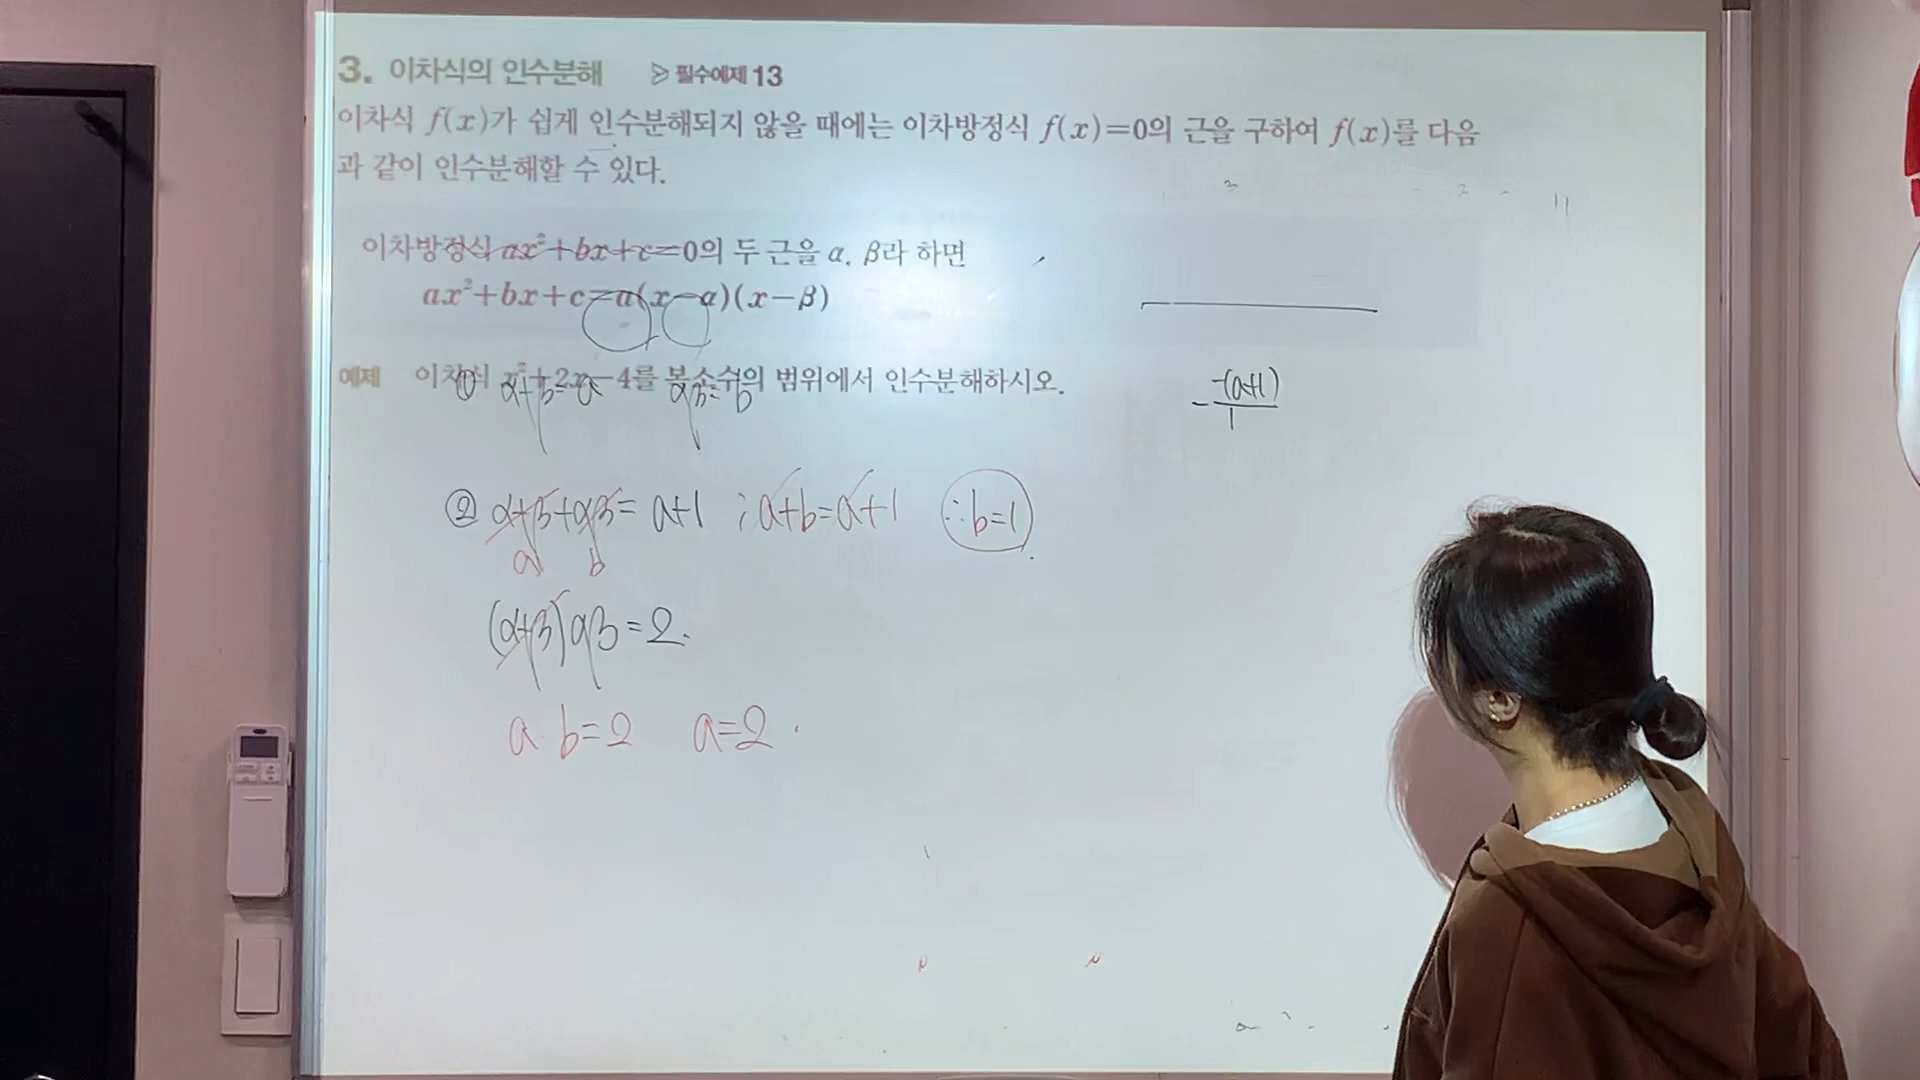 3. 이차식의 인수분해 ▷ 필수예제 13
이차식 f(x)가 쉽게 인수분해되지 않을 때에는 이차방정식 f(x)=0의 근을 구하여 f(x)를 다음
과 같이 인수분해할 수 있다.
이차방정식 ax²+bx+c=0의 두 근을 α, β라 하면
ax²+bx+c=a(x-α)(x-β)
예제 이차식 x²+2x-4를 복소수의 범위에서 인수분해하시오.
① α+β=a αβ=b
-\frac{-(a+1)}{1}
② α+β+αβ=a+1 ; a+b=a+1 ∴b=1
a b
(α+β)αβ=2.
a·b=2 a=2.